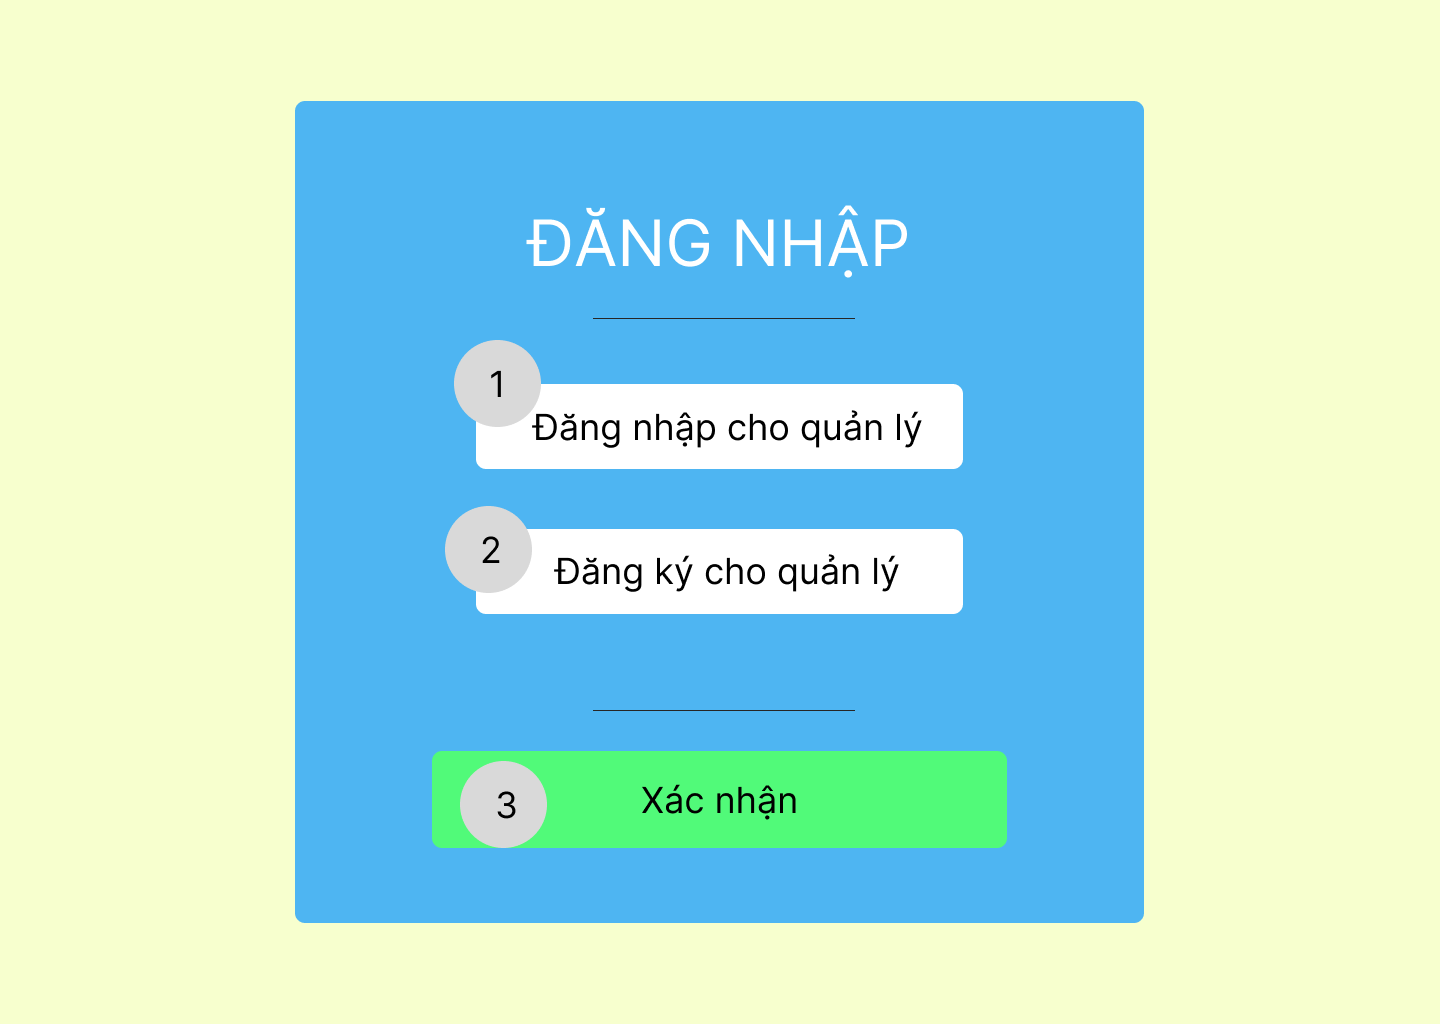 ĐĂNG NHẬP
1
Đăng nhập cho quản lý
2
Đăng ký cho quản lý
3
Xác nhận